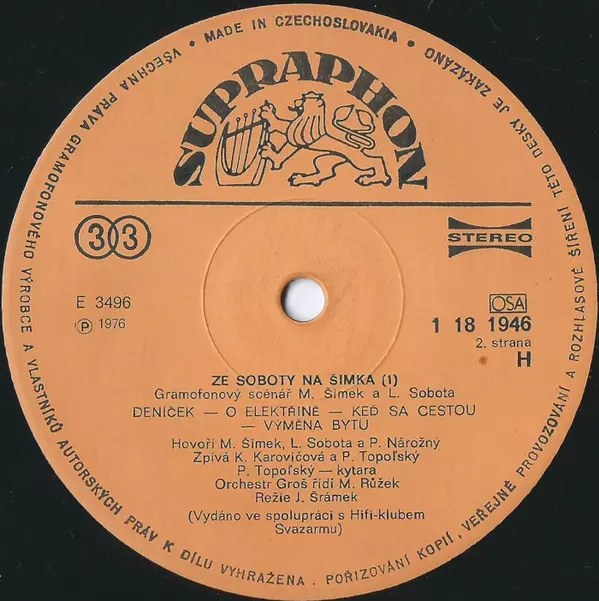 VŠECHNA PRÁVA GRAMOFONOVÉHO VÝROBCE A VLASTNÍKŮ AUTORSKÝCH PRÁV K DÍLU VYHRAŽENA . POŘIZOVÁNÍ KOPIÍ, VEŘEJNÉ PROVOZOVÁNÍ A ROZHLASOVÉ ŠÍŘENÍ TÉTO DESKY JE ZAKÁZÁNO
• MADE IN CZECHOSLOVAKIA •
SUPRAPHON
33
STEREO
E 3496
Ⓟ 1976
OSA
1 18 1946
2. strana
H
ZE SOBOTY NA ŠIMKA (1)
Gramofonový scénář M. Šimek a L. Sobota
DENÍČEK — O ELEKTŘINĚ — KEĎ SA CESTOU
— VÝMĚNA BYTU
Hovoří M. Šimek, L. Sobota a P. Nárožný
Zpívá K. Karovičová a P. Topoľský
P. Topoľský — kytara
Orchestr Groš řídí M. Růžek
Režie J. Šrámek
(Vydáno ve spolupráci s Hifi-klubem
Svazarmu)